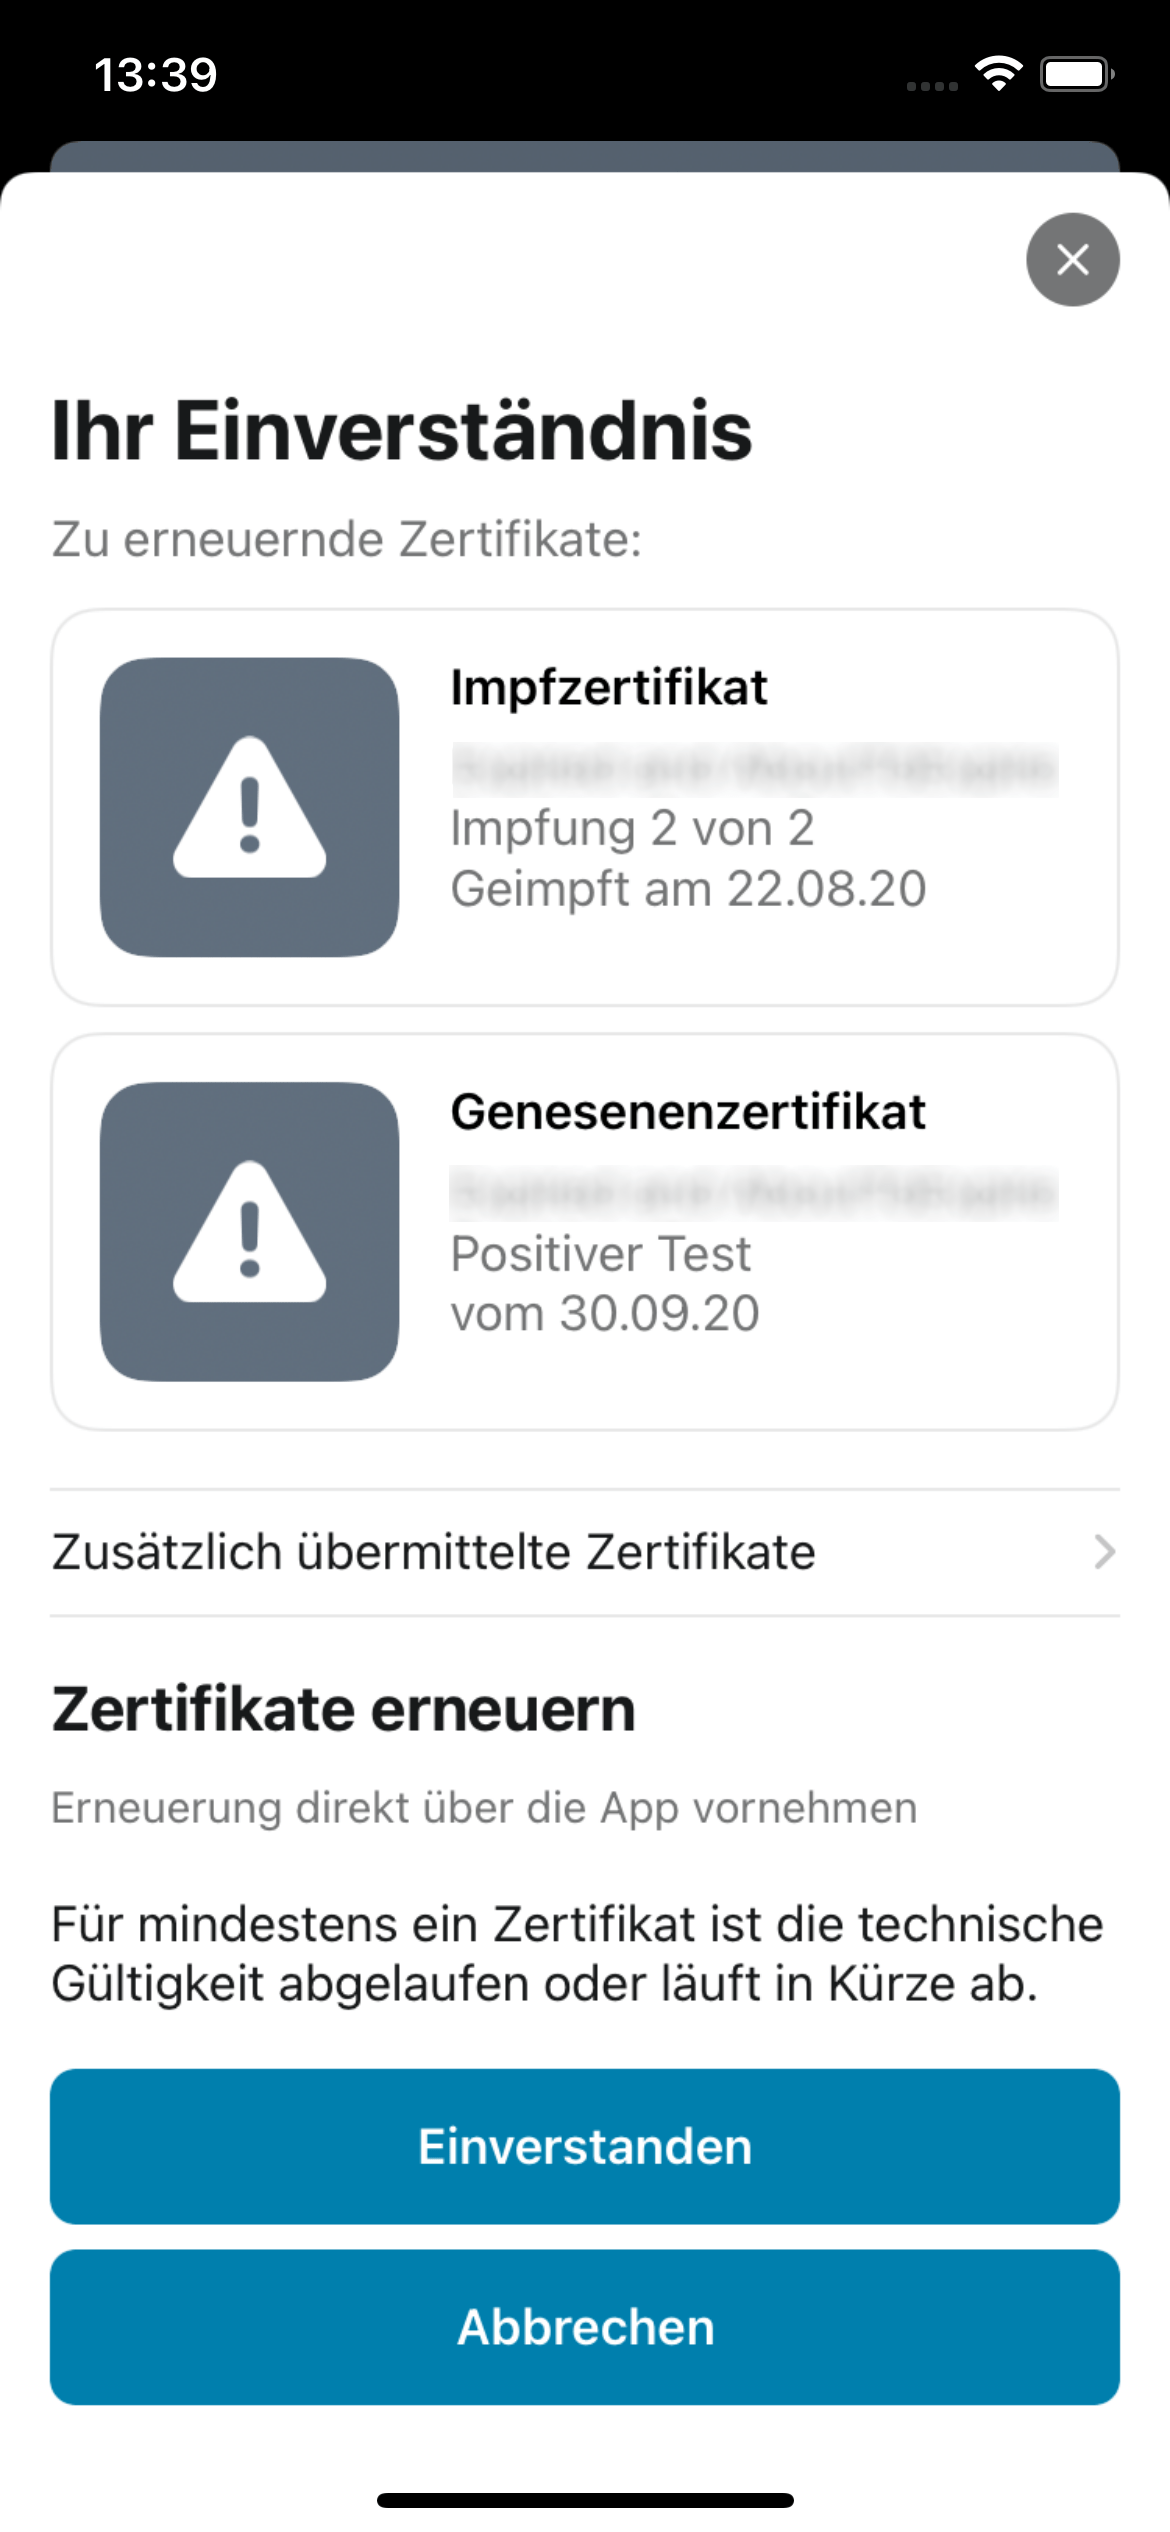 13:39
Ihr Einverständnis
Zu erneuernde Zertifikate:
Impfzertifikat
Impfung 2 von 2
Geimpft am 22.08.20
Genesenenzertifikat
Positiver Test
vom 30.09.20
Zusätzlich übermittelte Zertifikate
Zertifikate erneuern
Erneuerung direkt über die App vornehmen
Für mindestens ein Zertifikat ist die technische
Gültigkeit abgelaufen oder läuft in Kürze ab.
Einverstanden
Abbrechen